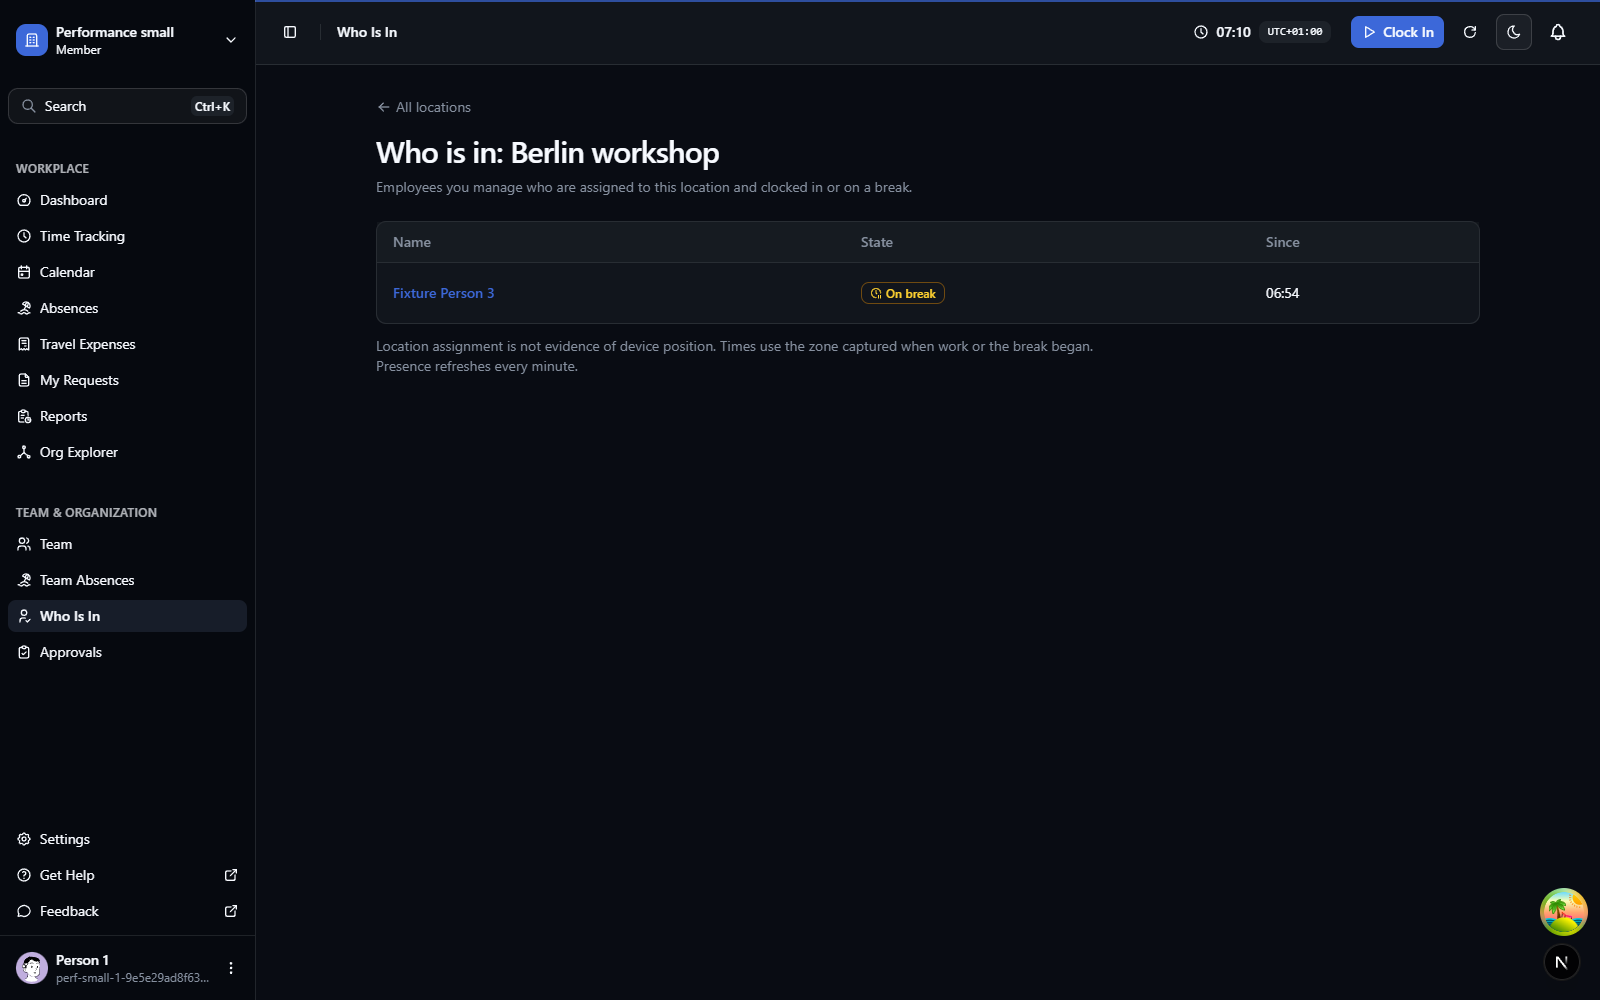 Performance small
Member
Search
Ctrl+K
WORKPLACE
Dashboard
Time Tracking
Calendar
Absences
Travel Expenses
My Requests
Reports
Org Explorer
TEAM & ORGANIZATION
Team
Team Absences
Who Is In
Approvals
Settings
Get Help
Feedback
Person 1
perf-small-1-9e5e29ad8f63...
Who Is In
07:10
UTC+01:00
Clock In
All locations
Who is in: Berlin workshop
Employees you manage who are assigned to this location and clocked in or on a break.
Name State Since
Fixture Person 3 On break 06:54
Location assignment is not evidence of device position. Times use the zone captured when work or the break began.
Presence refreshes every minute.
N